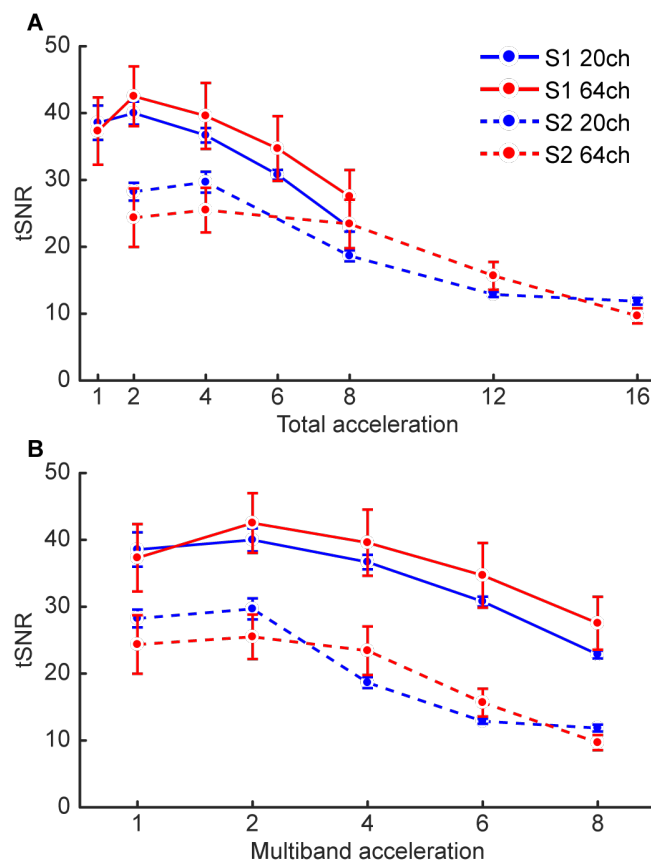 A
50
40
30
20
10
0
tSNR
S1 20ch
S1 64ch
S2 20ch
S2 64ch
1 2 4 6 8 12 16
Total acceleration
B
50
40
30
20
10
0
tSNR
1 2 4 6 8
Multiband acceleration